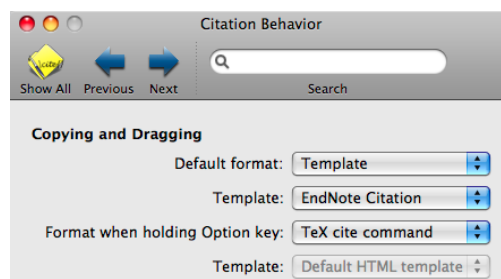 Citation Behavior
\cite{}
Show All Previous Next Search
Copying and Dragging
Default format: Template
Template: EndNote Citation
Format when holding Option key: TeX cite command
Template: Default HTML template